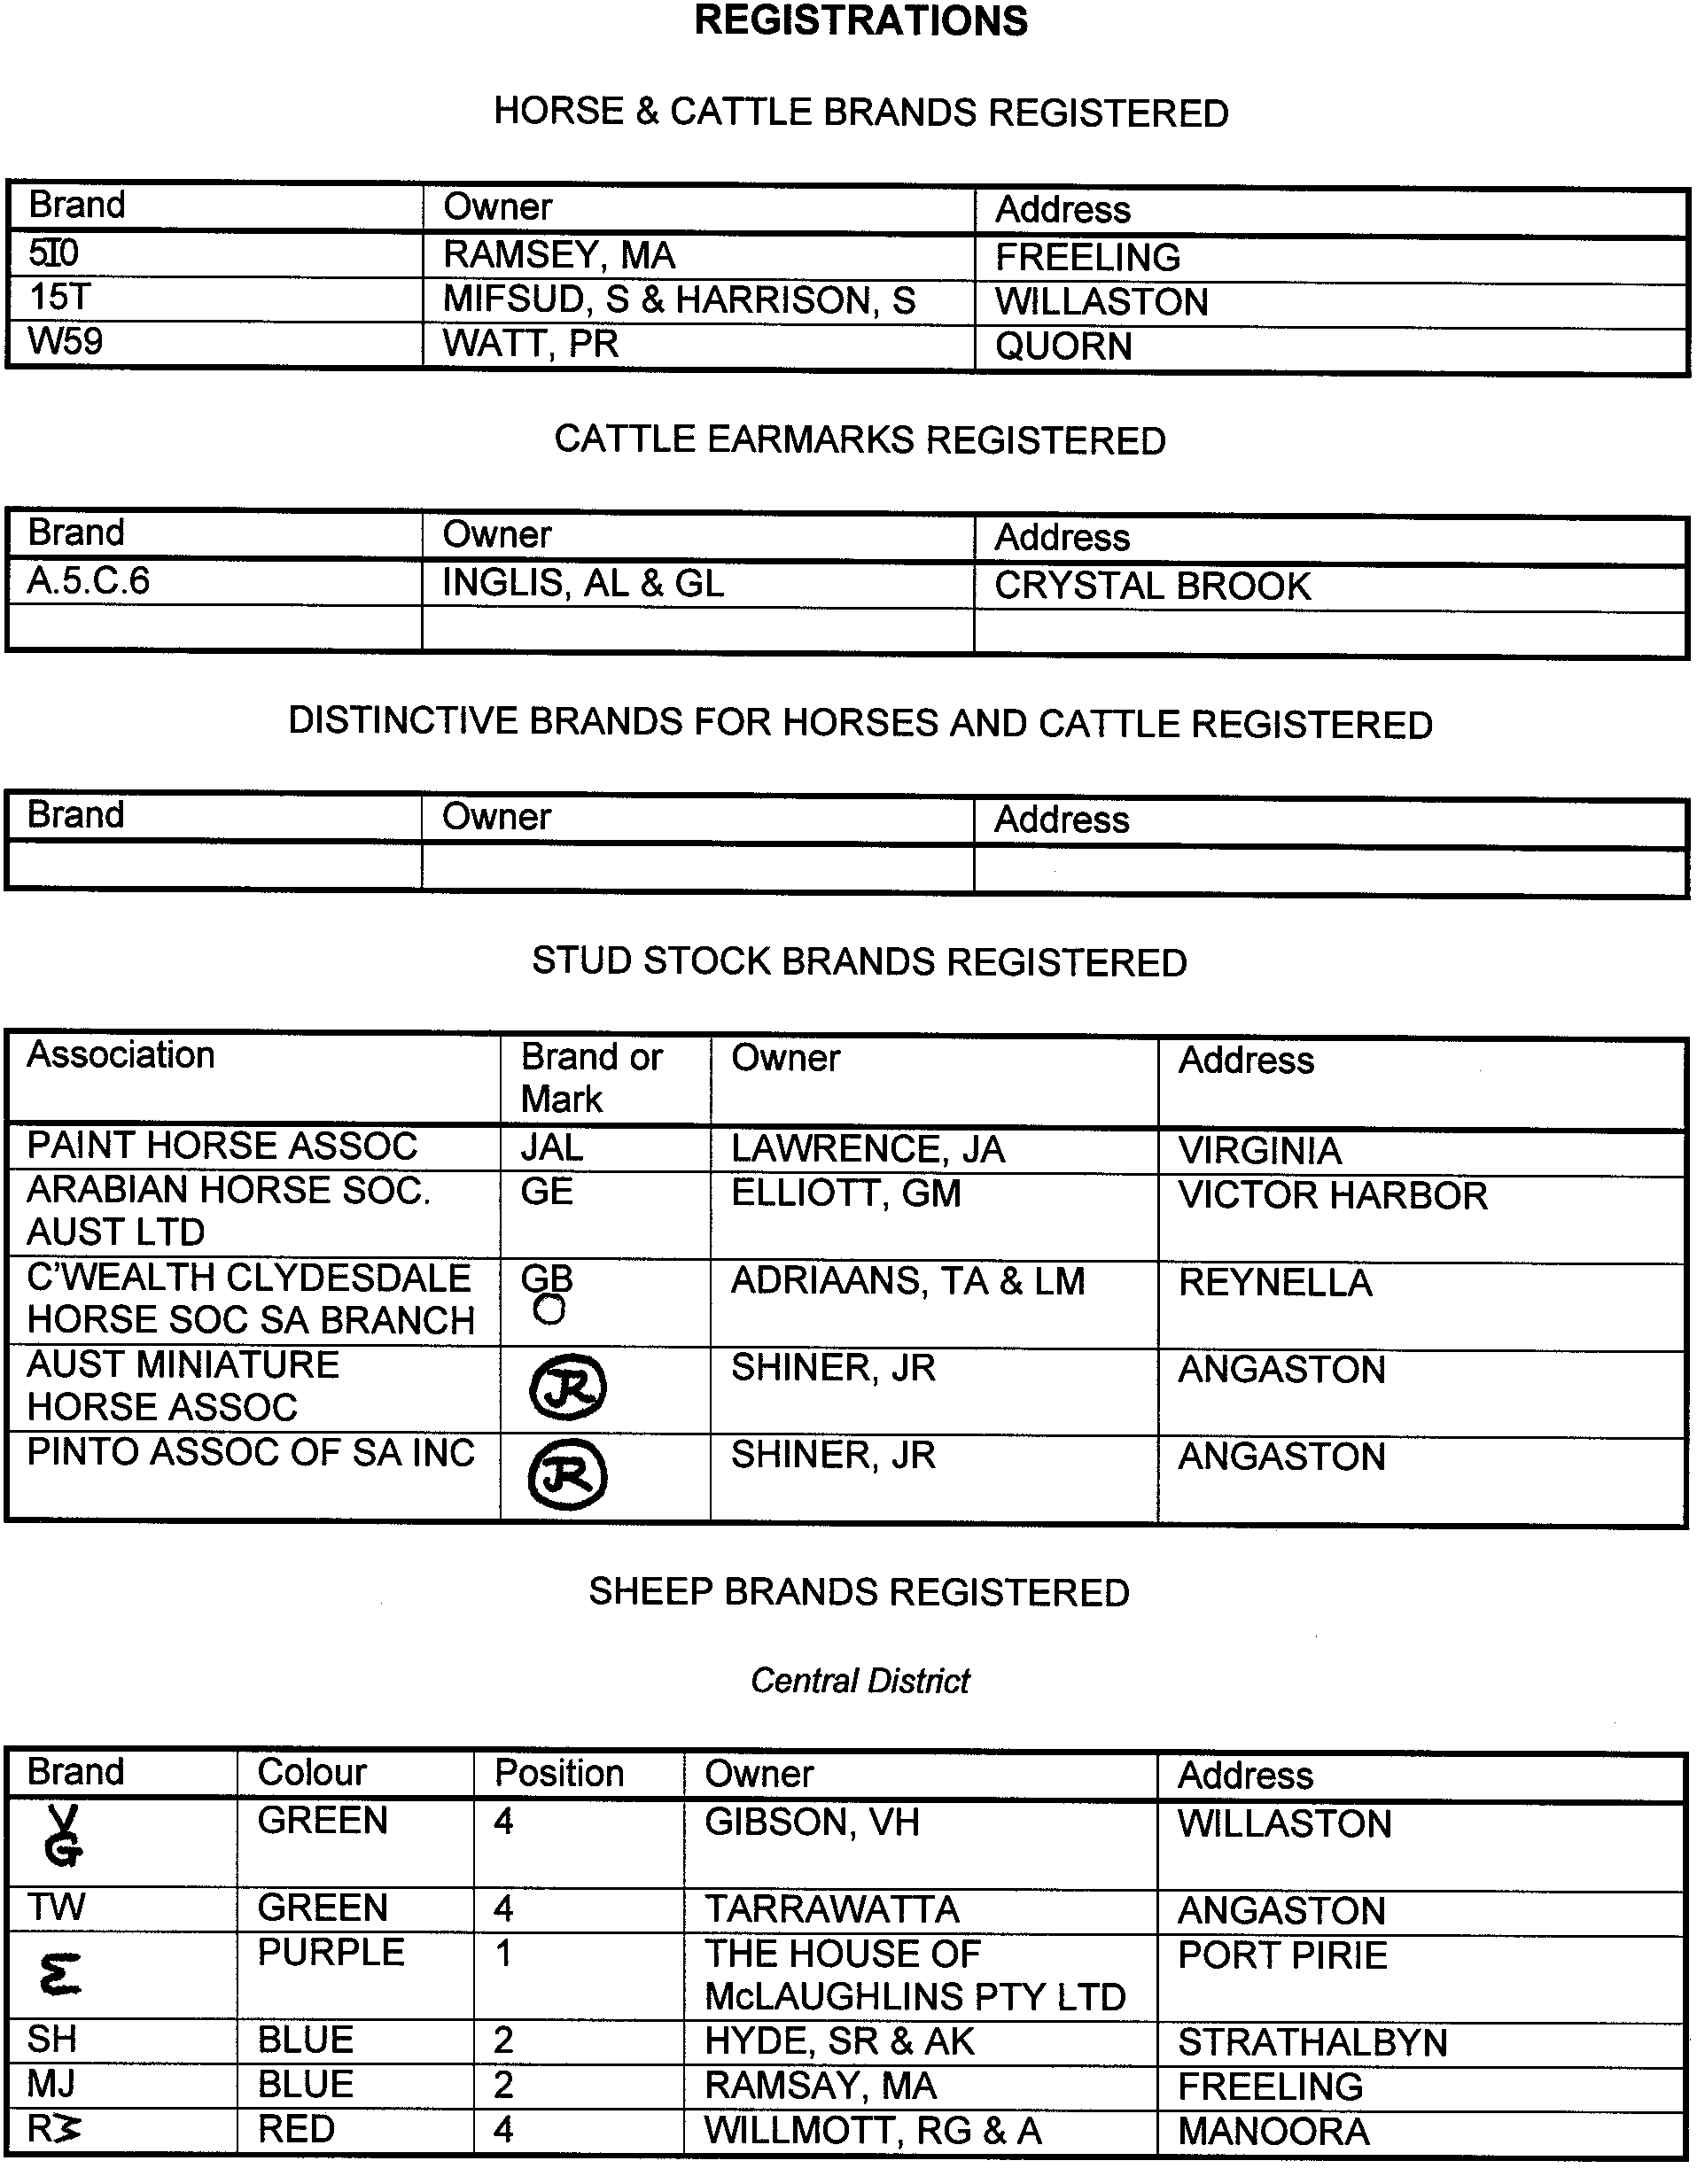 REGISTRATIONS
HORSE & CATTLE BRANDS REGISTERED
Brand Owner Address
5I0 RAMSEY, MA FREELING
15T MIFSUD, S & HARRISON, S WILLASTON
W59 WATT, PR QUORN
CATTLE EARMARKS REGISTERED
Brand Owner Address
A.5.C.6 INGLIS, AL & GL CRYSTAL BROOK
DISTINCTIVE BRANDS FOR HORSES AND CATTLE REGISTERED
Brand Owner Address
STUD STOCK BRANDS REGISTERED
Association Brand or Owner Address
Mark
PAINT HORSE ASSOC JAL LAWRENCE, JA VIRGINIA
ARABIAN HORSE SOC. GE ELLIOTT, GM VICTOR HARBOR
AUST LTD
C'WEALTH CLYDESDALE GB ADRIAANS, TA & LM REYNELLA
HORSE SOC SA BRANCH O
AUST MINIATURE JR SHINER, JR ANGASTON
HORSE ASSOC
PINTO ASSOC OF SA INC JR SHINER, JR ANGASTON
SHEEP BRANDS REGISTERED
Central District
Brand Colour Position Owner Address
V GREEN 4 GIBSON, VH WILLASTON
G
TW GREEN 4 TARRAWATTA ANGASTON
PURPLE 1 THE HOUSE OF PORT PIRIE
McLAUGHLINS PTY LTD
SH BLUE 2 HYDE, SR & AK STRATHALBYN
MJ BLUE 2 RAMSAY, MA FREELING
R RED 4 WILLMOTT, RG & A MANOORA